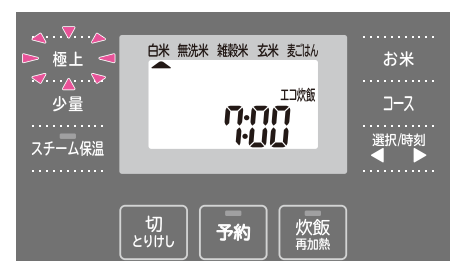 極上
少量
スチーム保温
白米 無洗米 雑穀米 玄米 麦ごはん
エコ炊飯
7:00
お米
コース
選択/時刻
切
とりけし
予約
炊飯
再加熱